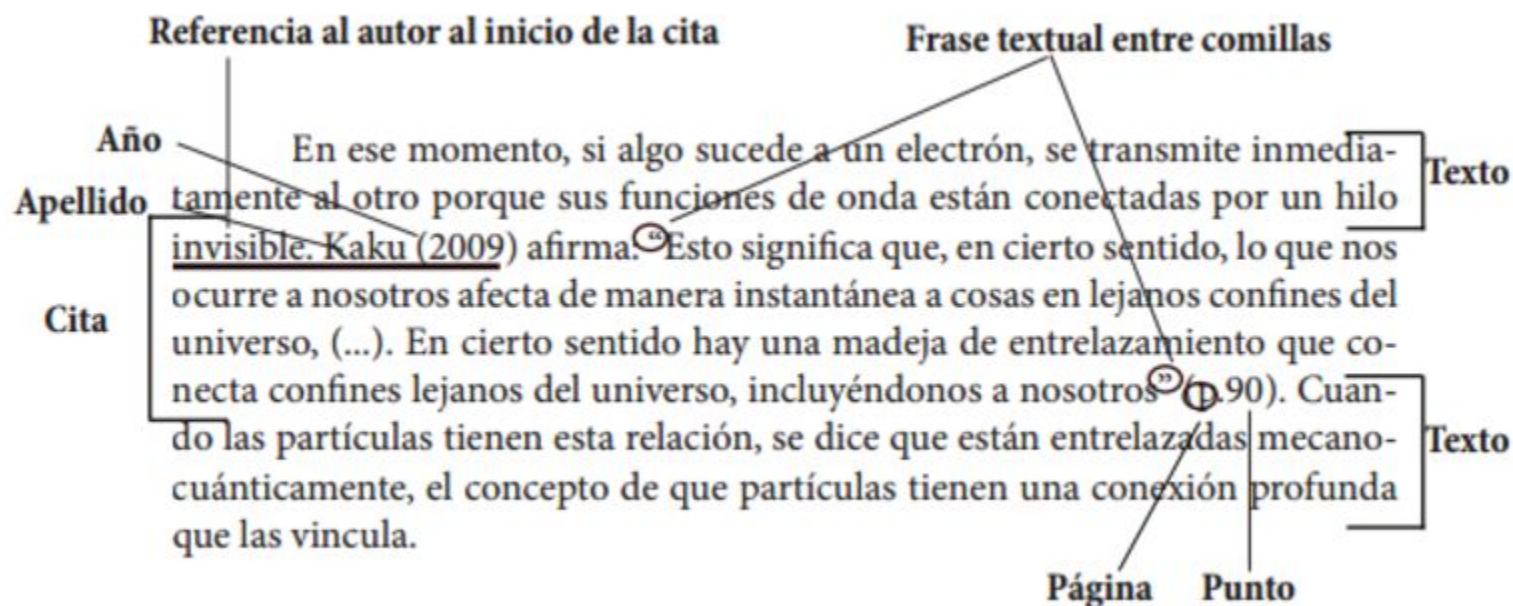 Referencia al autor al inicio de la cita
Frase textual entre comillas
Año
Apellido
Cita
En ese momento, si algo sucede a un electrón, se transmite inmedia-
tamente al otro porque sus funciones de onda están conectadas por un hilo
invisible. Kaku (2009) afirma: “Esto significa que, en cierto sentido, lo que nos
ocurre a nosotros afecta de manera instantánea a cosas en lejanos confines del
universo, (...). En cierto sentido hay una madeja de entrelazamiento que co-
necta confines lejanos del universo, incluyéndonos a nosotros” (p.90). Cuan-
do las partículas tienen esta relación, se dice que están entrelazadas mecano-
cuánticamente, el concepto de que partículas tienen una conexión profunda
que las vincula.
Texto
Texto
Página
Punto